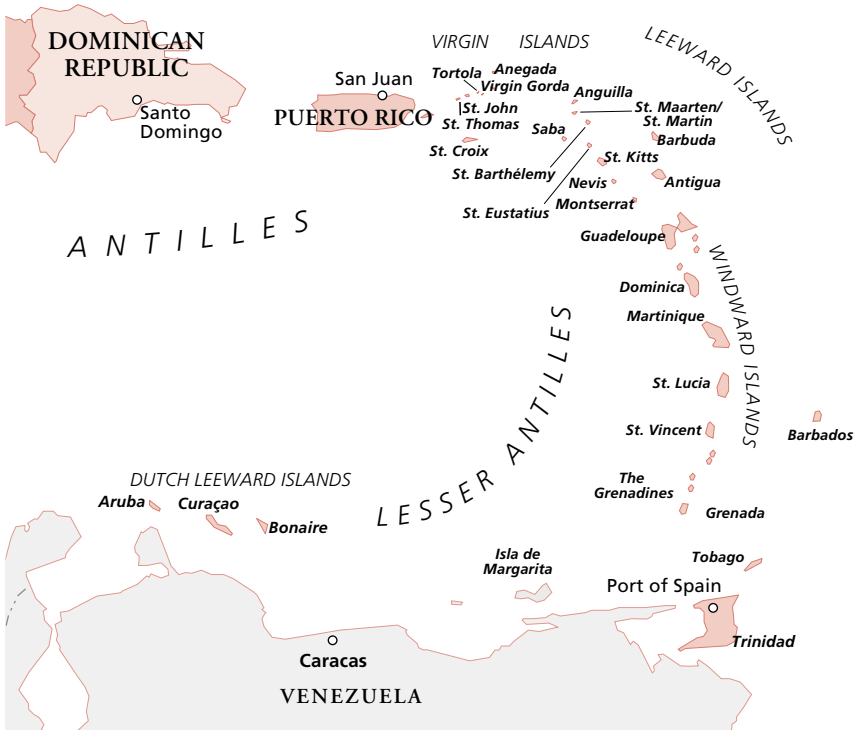 DOMINICAN
REPUBLIC
Santo
Domingo
San Juan
PUERTO RICO
VIRGIN ISLANDS
Tortola
Anegada
Virgin Gorda
St. John
St. Thomas
St. Croix
LEEWARD ISLANDS
Anguilla
St. Maarten/
St. Martin
Saba
Barbuda
St. Barthélemy
St. Kitts
Nevis
Antigua
St. Eustatius
Montserrat
ANTILLES
Guadeloupe
WINDWARD ISLANDS
Dominica
Martinique
St. Lucia
St. Vincent
Barbados
LESSER ANTILLES
The
Grenadines
Grenada
DUTCH LEEWARD ISLANDS
Aruba
Curaçao
Bonaire
Isla de
Margarita
Tobago
Port of Spain
Trinidad
Caracas
VENEZUELA